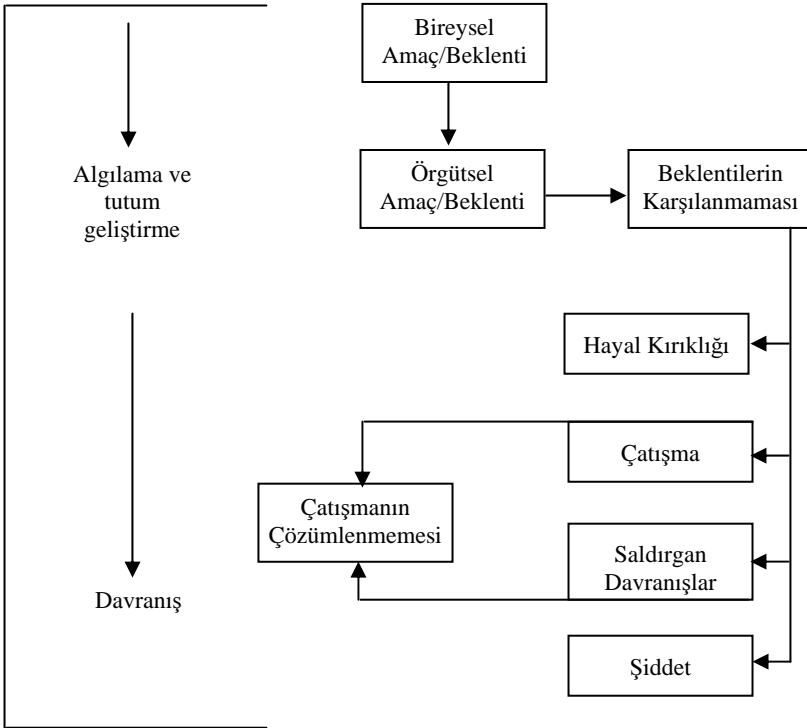 Bireysel
Amaç/Beklenti
Algılama ve
tutum
geliştirme
Örgütsel
Amaç/Beklenti
Beklentilerin
Karşılanmaması
Hayal Kırıklığı
Çatışma
Çatışmanın
Çözümlenmemesi
Saldırgan
Davranışlar
Davranış
Şiddet